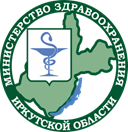 МИНИСТЕРСТВО ЗДРАВООХРАНЕНИЯ
ИРКУТСКОЙ ОБЛАСТИ